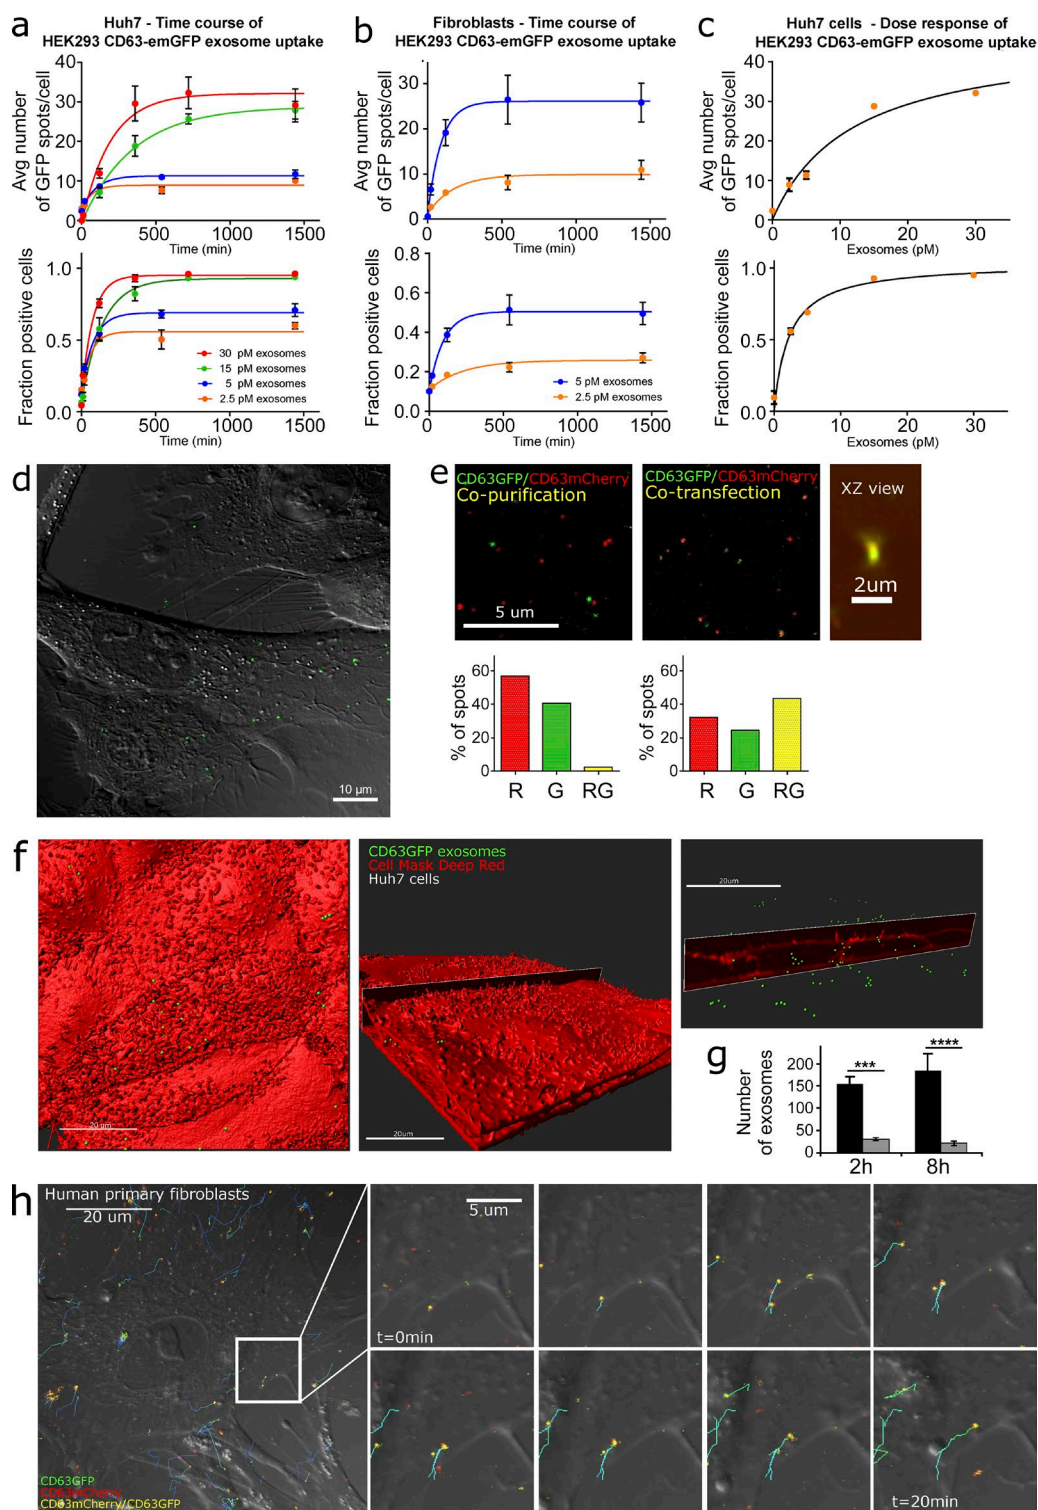 a
Huh7 - Time course of
HEK293 CD63-emGFP exosome uptake
Avg number
of GFP spots/cell
40
30
20
10
0
0
500
1000
1500
Time (min)
Fraction positive cells
1.0
0.5
0.0
30 pM exosomes
15 pM exosomes
5 pM exosomes
2.5 pM exosomes
0
500
1000
1500
Time (min)
b
Fibroblasts - Time course of
HEK293 CD63-emGFP exosome uptake
Avg number
of GFP spots/cell
30
20
10
0
0
500
1000
1500
Time (min)
Fraction positive cells
0.8
0.6
0.4
0.2
0.0
5 pM exosomes
2.5 pM exosomes
0
500
1000
1500
Time (min)
c
Huh7 cells - Dose response of
HEK293 CD63-emGFP exosome uptake
Avg number
of GFP spots/cell
40
30
20
10
0
0
10
20
30
Exosomes (pM)
Fraction positive cells
1.0
0.5
0.0
0
10
20
30
Exosomes (pM)
d
10 µm
e
CD63GFP/CD63mCherry
Co-purification
5 um
CD63GFP/CD63mCherry
Co-transfection
XZ view
2um
% of spots
60
40
20
0
R G RG
% of spots
60
40
20
0
R G RG
f
20 um
CD63GFP exosomes
Cell Mask Deep Red
Huh7 cells
20um
20um
g
Number
of exosomes
200
150
100
50
0
***
****
2h
8h
h
Human primary fibroblasts
20 um
CD63GFP
CD63mCherry
CD63mCherry/CD63GFP
5 um
t=0min
t=20min